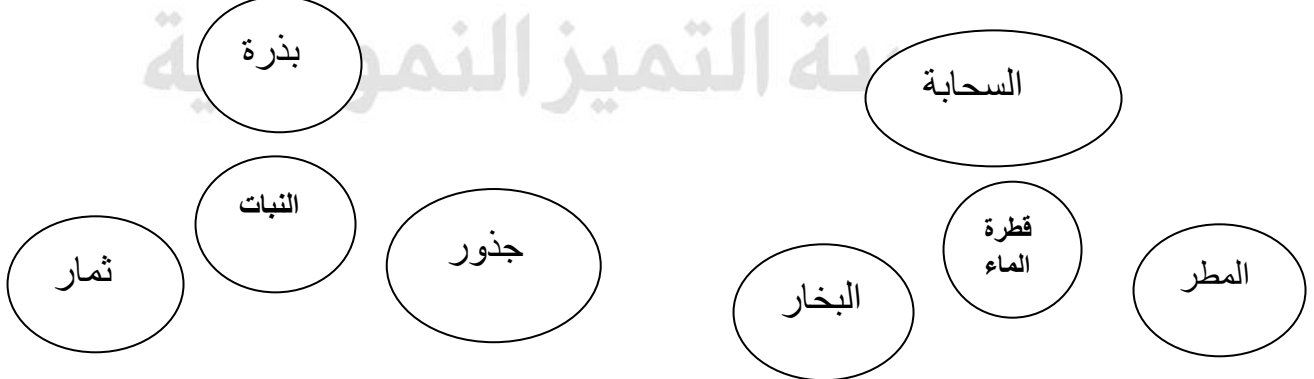 السحابة
قطرة
الماء
المطر
البخار
بذرة
النبات
جذور
ثمار